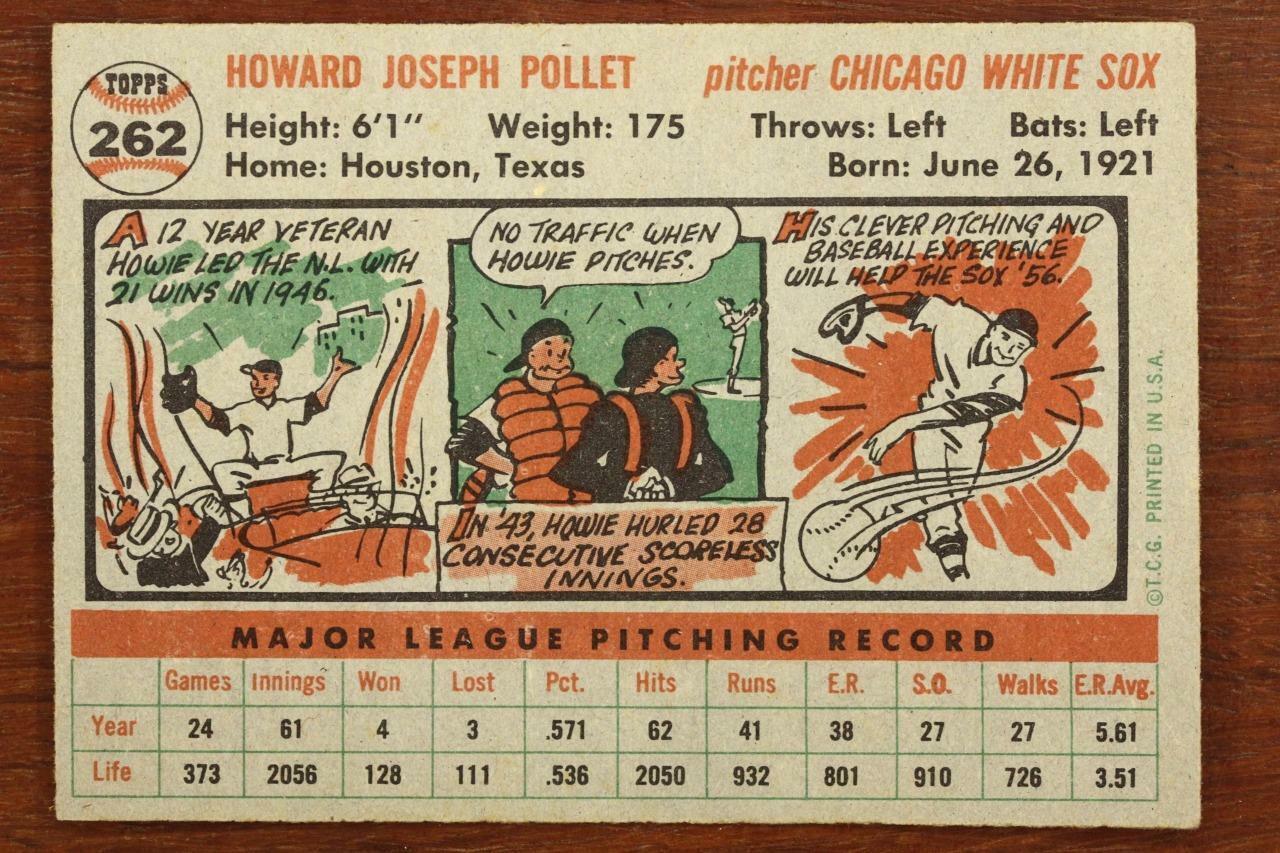 TOPPS
262
HOWARD JOSEPH POLLET pitcher CHICAGO WHITE SOX
Height: 6'1" Weight: 175 Throws: Left Bats: Left
Home: Houston, Texas Born: June 26, 1921
A 12 YEAR VETERAN
HOWIE LED THE N.L. WITH
21 WINS IN 1946.
NO TRAFFIC WHEN
HOWIE PITCHES.
IN '43, HOWIE HURLED 28
CONSECUTIVE SCORELESS
INNINGS.
HIS CLEVER PITCHING AND
BASEBALL EXPERIENCE
WILL HELP THE SOX '56.
©T.C.G. PRINTED IN U.S.A.
MAJOR LEAGUE PITCHING RECORD
Games Innings Won Lost Pct. Hits Runs E.R. S.O. Walks E.R.Avg.
Year 24 61 4 3 .571 62 41 38 27 27 5.61
Life 373 2056 128 111 .536 2050 932 801 910 726 3.51